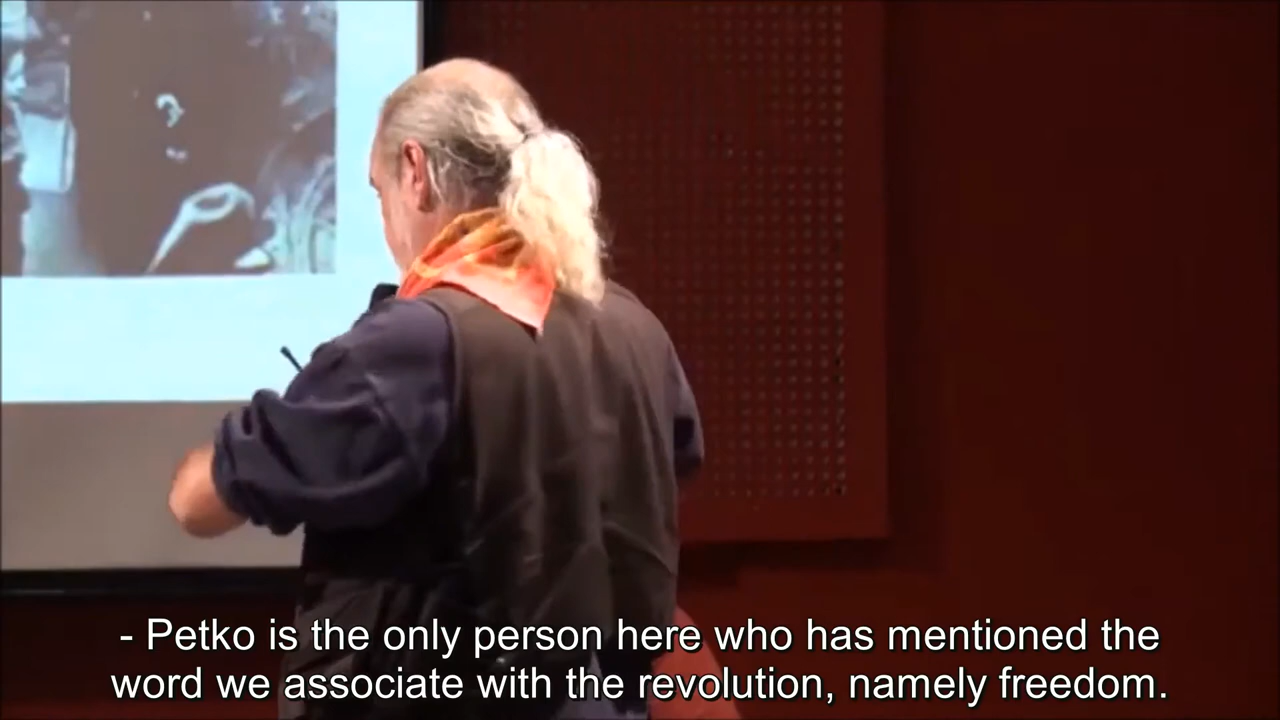 - Petko is the only person here who has mentioned the
word we associate with the revolution, namely freedom.